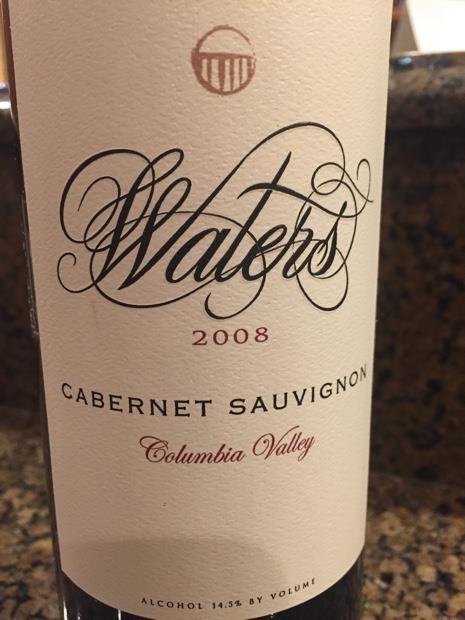 Waters
2008
CABERNET SAUVIGNON
Columbia Valley
ALCOHOL 14.5% BY VOLUME